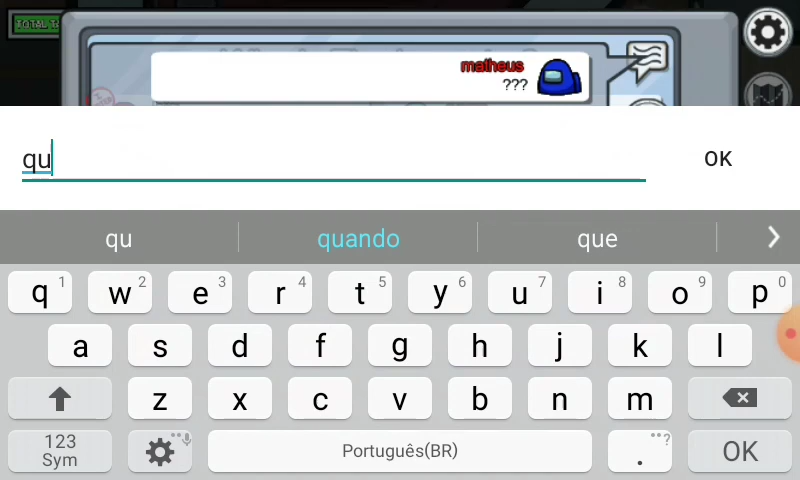 TOTAL T
matheus
???
qu
OK
qu quando que
q 1 w 2 e 3 r 4 t 5 y 6 u 7 i 8 o 9 p 0
a s d f g h j k l
z x c v b n m
123 Sym Português(BR) . ? OK